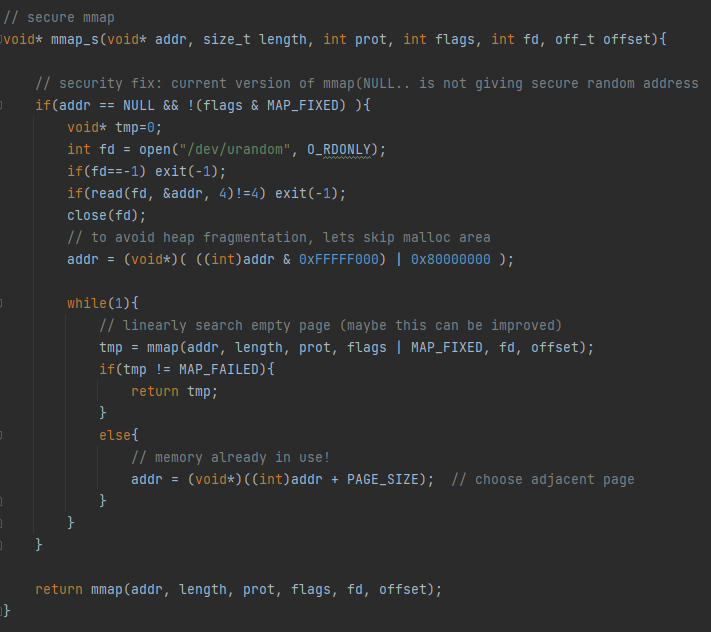 // secure mmap
void* mmap_s(void* addr, size_t length, int prot, int flags, int fd, off_t offset){
// security fix: current version of mmap(NULL.. is not giving secure random address
if(addr == NULL && !(flags & MAP_FIXED) ){
void* tmp=0;
int fd = open("/dev/urandom", O_RDONLY);
if(fd==-1) exit(-1);
if(read(fd, &addr, 4)!=4) exit(-1);
close(fd);
// to avoid heap fragmentation, lets skip malloc area
addr = (void*)( ((int)addr & 0xFFFFF000) | 0x80000000 );
while(1){
// linearly search empty page (maybe this can be improved)
tmp = mmap(addr, length, prot, flags | MAP_FIXED, fd, offset);
if(tmp != MAP_FAILED){
return tmp;
}
else{
// memory already in use!
addr = (void*)((int)addr + PAGE_SIZE);  // choose adjacent page
}
}
}
return mmap(addr, length, prot, flags, fd, offset);
}